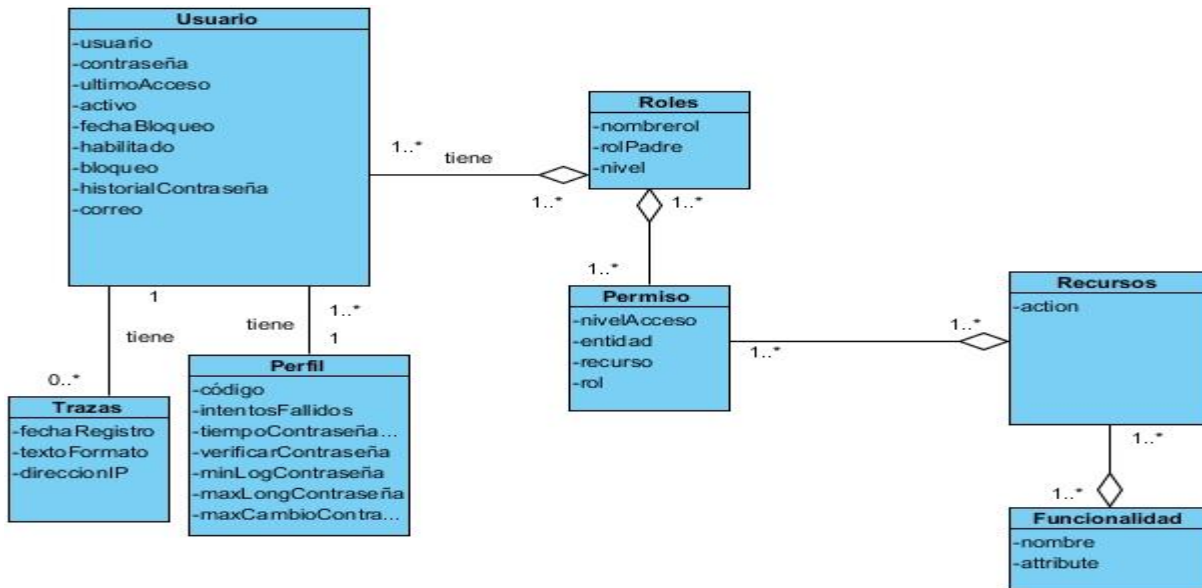 Usuario
-usuario
-contraseña
-ultimoAcceso
-activo
-fechaBloqueo
-habilitado
-bloqueo
-historialContraseña
-correo
1..*
tiene
1..*
Roles
-nombrerol
-rolPadre
-nivel
1..*
1..*
Permiso
-nivelAcceso
-entidad
-recurso
-rol
1..*
1..*
Recursos
-action
1..*
1..*
Funcionalidad
-nombre
-attribute
1
tiene
0..*
Trazas
-fechaRegistro
-textoFormato
-direccionIP
1..*
tiene
1
Perfil
-código
-intentosFallidos
-tiempoContraseña...
-verificarContraseña
-minLogContraseña
-maxLongContraseña
-maxCambioContra...